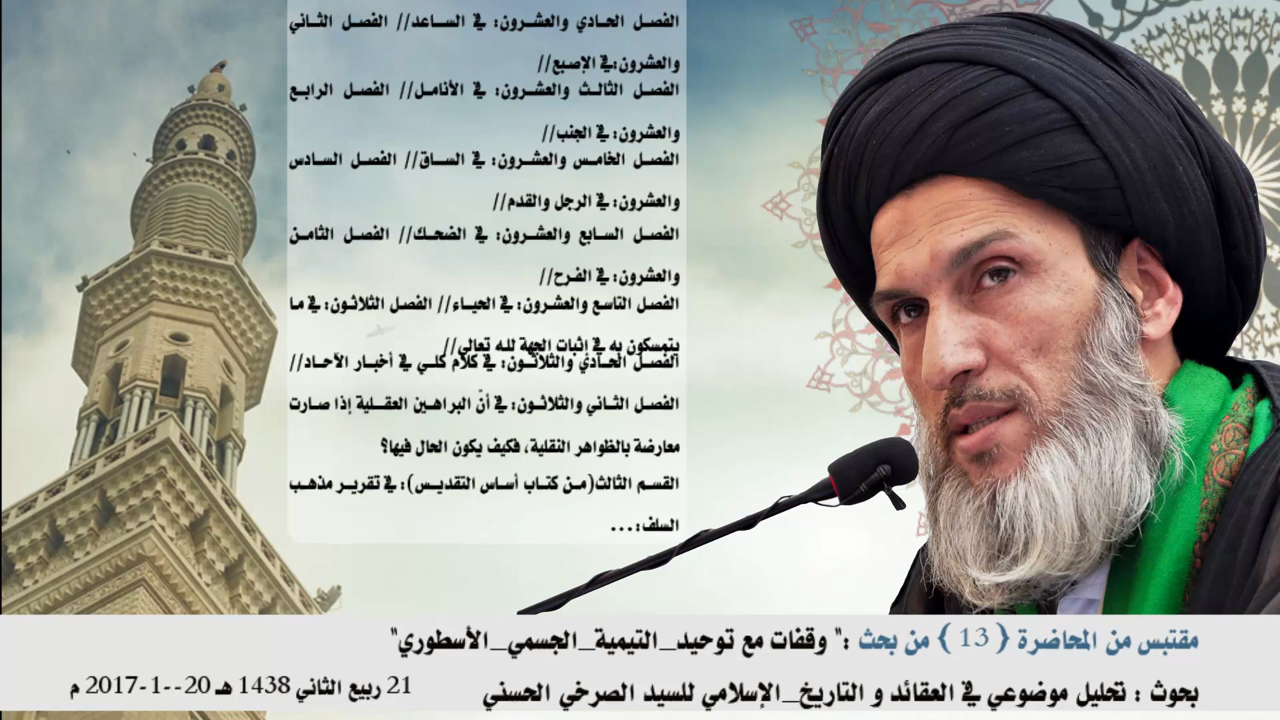 الفصل الحادي والعشرون: في الساعد// الفصل الثاني
والعشرون:في الإصبع//
الفصل الثالث والعشرون: في الأنامل// الفصل الرابع
والعشرون: في الجنب//
الفصل الخامس والعشرون: في الساق// الفصل السادس
والعشرون: في الرجل والقدم//
الفصل السابع والعشرون: في الضحك// الفصل الثامن
والعشرون: في الفرح//
الفصل التاسع والعشرون: في الحياء// الفصل الثلاثون: في ما
يتمسكون به في إثبات الجهة لله تعالى//
الفصل الحادي والثلاثون: في كلام كلي في أخبار الآحاد//
الفصل الثاني والثلاثون: في أنّ البراهين العقلية إذا صارت
معارضة بالظواهر النقلية، فكيف يكون الحال فيها؟
القسم الثالث(من كتاب أساس التقديس): في تقرير مذهب
السلف:...
مقتبس من المحاضرة { 13 } من بحث :" وقفات مع توحيد_التيمية_الجسمي_الأسطوري"
بحوث : تحليل موضوعي في العقائد و التاريخ_الإسلامي للسيد الصرخي الحسني
21 ربيع الثاني 1438 هـ 20--1-2017 م